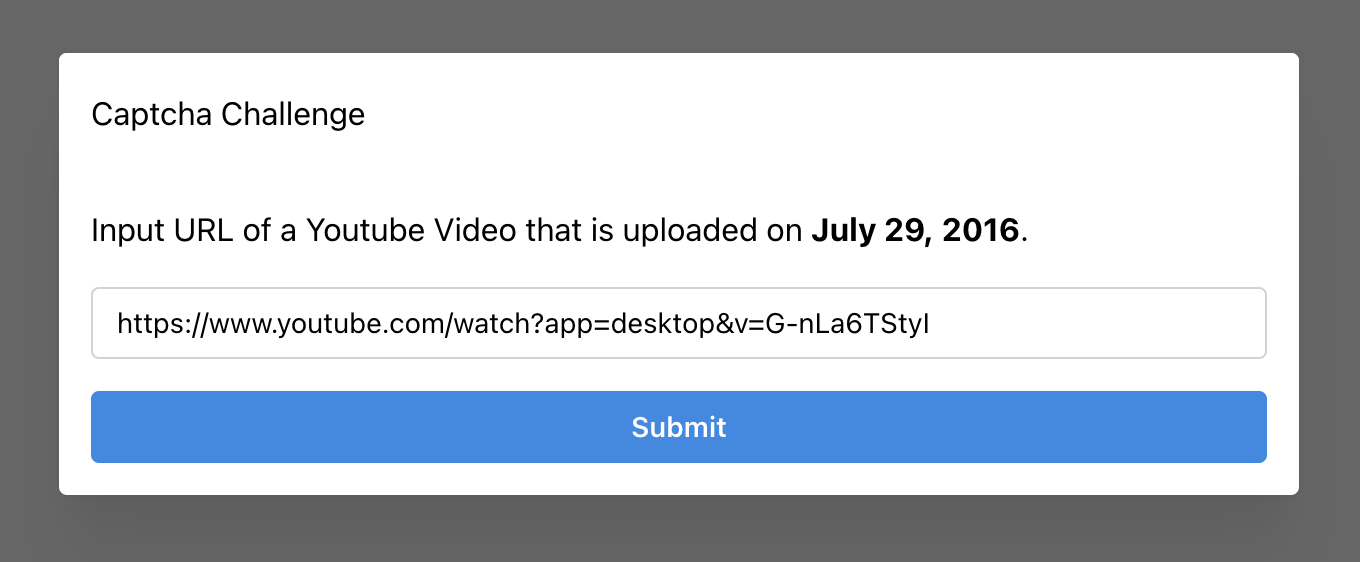 Captcha Challenge
Input URL of a Youtube Video that is uploaded on July 29, 2016.
https://www.youtube.com/watch?app=desktop&v=G-nLa6TStyI
Submit